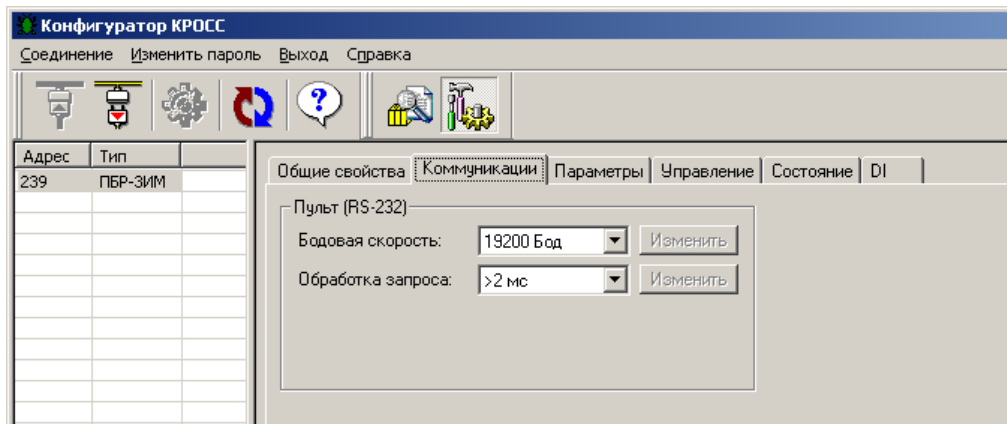 Конфигуратор КРОСС
Соединение Изменить пароль Выход Справка
?
Адрес Тип
239 ПБР-3ИМ
Общие свойства Коммуникации Параметры Управление Состояние DI
Пульт (RS-232)
Бодовая скорость: 19200 Бод Изменить
Обработка запроса: >2 мс Изменить